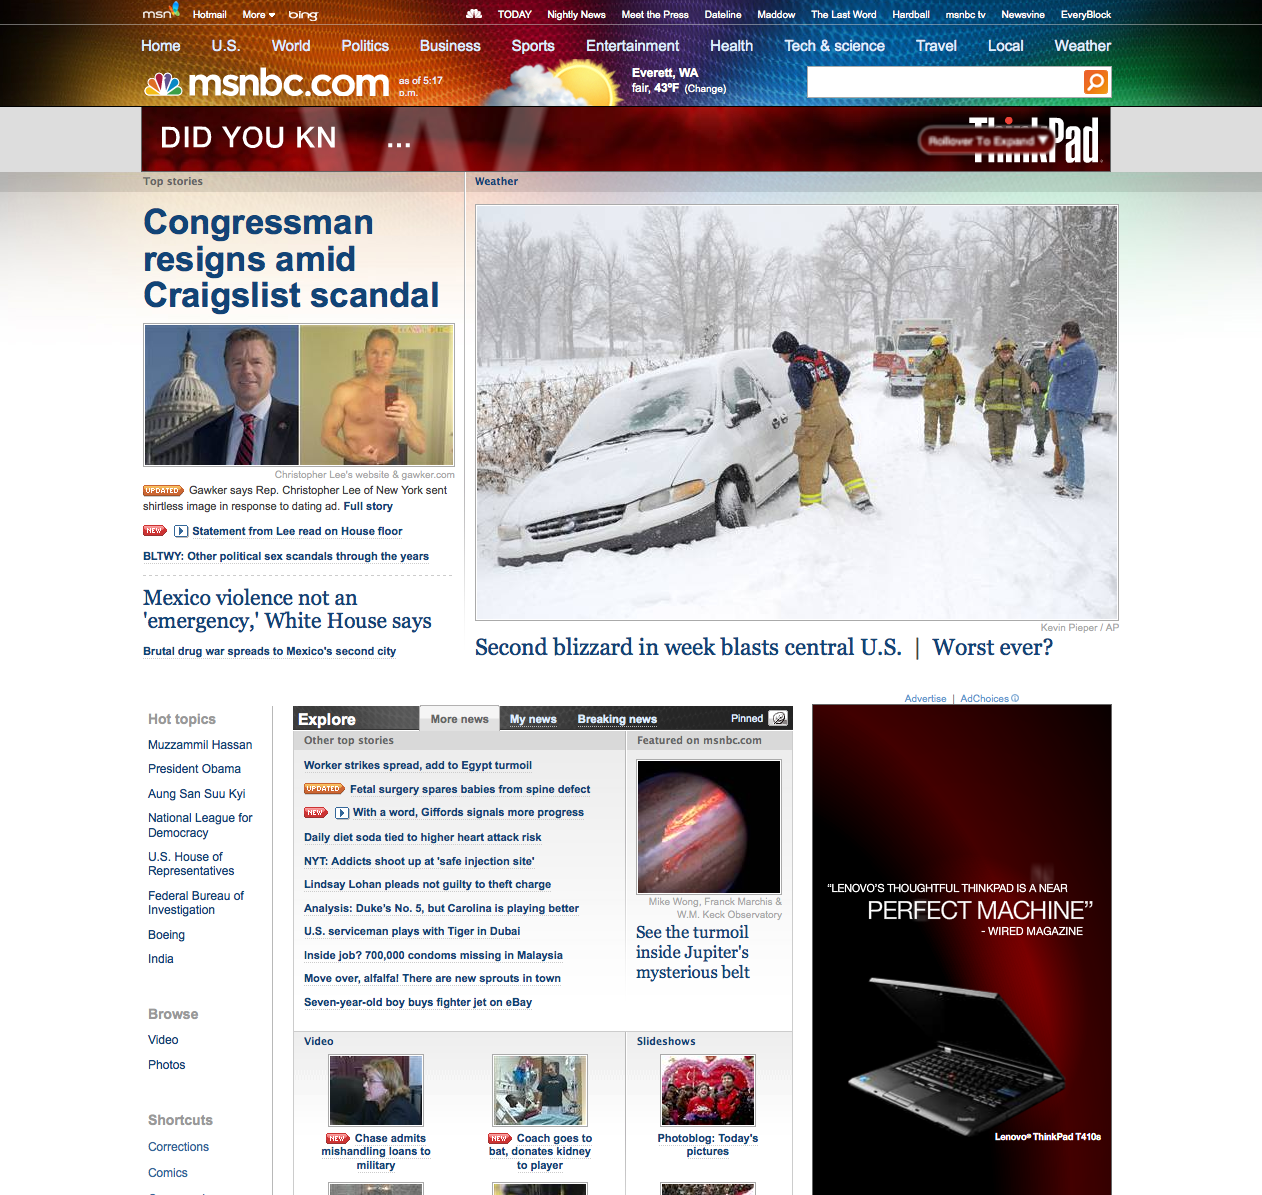 msn Hotmail More bing TODAY Nightly News Meet the Press Dateline Maddow The Last Word Hardball msnbc tv Newsvine EveryBlock
Home U.S. World Politics Business Sports Entertainment Health Tech & science Travel Local Weather
msnbc.com
as of 5:17
p.m.
Everett, WA
fair, 43ºF (Change)
DID YOU KN ...
Rollover To Expand
ThinkPad
Top stories
Congressman
resigns amid
Craigslist scandal
Christopher Lee's website & gawker.com
UPDATED Gawker says Rep. Christopher Lee of New York sent
shirtless image in response to dating ad. Full story
NEW Statement from Lee read on House floor
BLTWY: Other political sex scandals through the years
Mexico violence not an
'emergency,' White House says
Brutal drug war spreads to Mexico's second city
Weather
Kevin Pieper / AP
Second blizzard in week blasts central U.S. | Worst ever?
Hot topics
Muzzammil Hassan
President Obama
Aung San Suu Kyi
National League for
Democracy
U.S. House of
Representatives
Federal Bureau of
Investigation
Boeing
India
Browse
Video
Photos
Shortcuts
Corrections
Comics
Explore More news My news Breaking news Pinned
Other top stories
Worker strikes spread, add to Egypt turmoil
UPDATED Fetal surgery spares babies from spine defect
NEW With a word, Giffords signals more progress
Daily diet soda tied to higher heart attack risk
NYT: Addicts shoot up at 'safe injection site'
Lindsay Lohan pleads not guilty to theft charge
Analysis: Duke's No. 5, but Carolina is playing better
U.S. serviceman plays with Tiger in Dubai
Inside job? 700,000 condoms missing in Malaysia
Move over, alfalfa! There are new sprouts in town
Seven-year-old boy buys fighter jet on eBay
Featured on msnbc.com
Mike Wong, Franck Marchis &
W.M. Keck Observatory
See the turmoil
inside Jupiter's
mysterious belt
Video
NEW Chase admits
mishandling loans to
military
NEW Coach goes to
bat, donates kidney
to player
Slideshows
Photoblog: Today's
pictures
Advertise | AdChoices
“LENOVO'S THOUGHTFUL THINKPAD IS A NEAR
PERFECT MACHINE”
- WIRED MAGAZINE
Lenovo® ThinkPad T410s